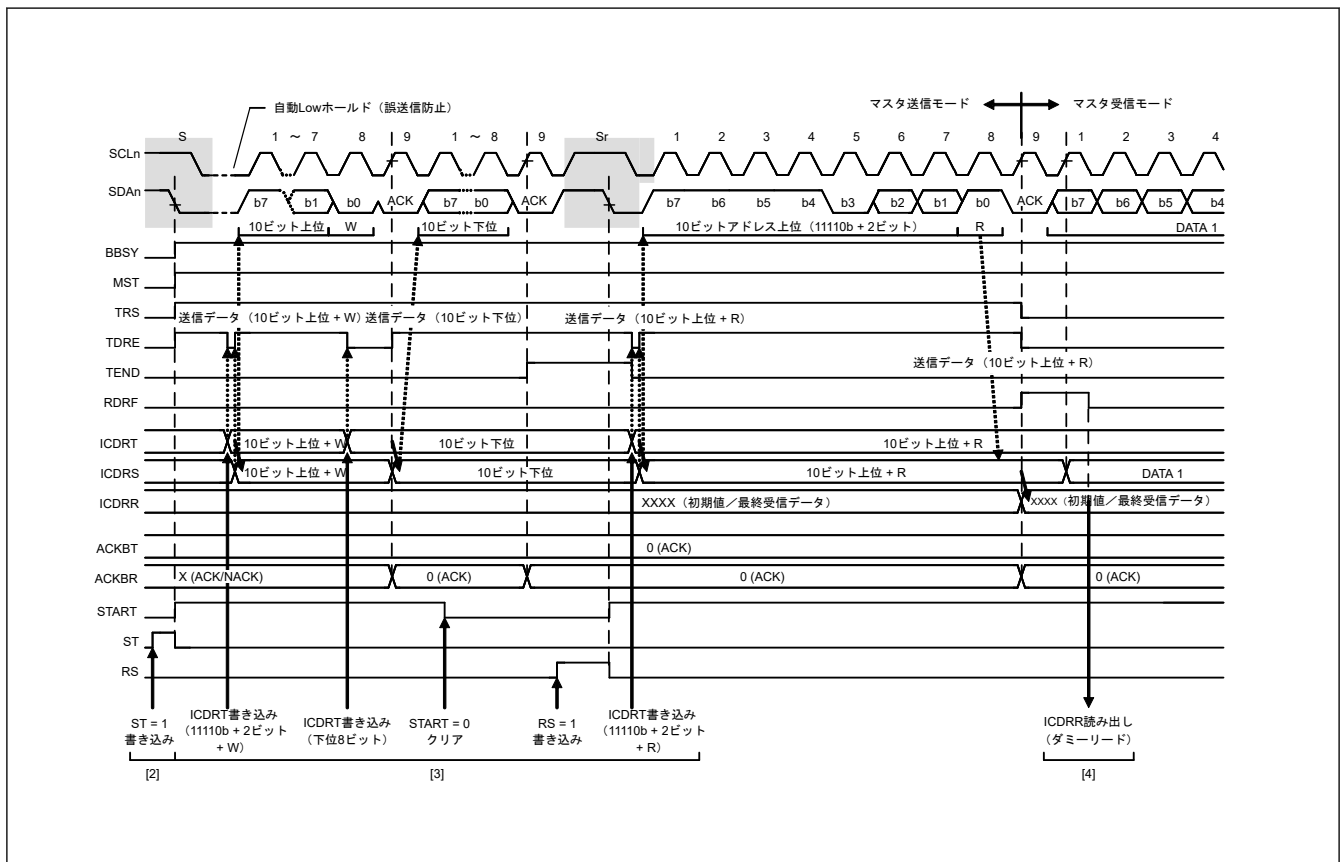 自動Lowホールド（誤送信防止）
マスタ送信モード マスタ受信モード
S 1 ～ 7 8 9 1 ～ 8 9 Sr 1 2 3 4 5 6 7 8 9 1 2 3 4
SCLn
SDAn b7 b1 b0 ACK b7 b0 ACK b7 b6 b5 b4 b3 b2 b1 b0 ACK b7 b6 b5 b4
10ビット上位 W 10ビット下位 10ビットアドレス上位（11110b + 2ビット） R DATA 1
BBSY
MST
TRS
送信データ（10ビット上位 + W） 送信データ（10ビット下位） 送信データ（10ビット上位 + R）
TDRE
TEND 送信データ（10ビット上位 + R）
RDRF
ICDRT 10ビット上位 + W 10ビット下位 10ビット上位 + R
ICDRS 10ビット上位 + W 10ビット下位 10ビット上位 + R DATA 1
ICDRR XXXX（初期値／最終受信データ） XXXX（初期値／最終受信データ）
ACKBT 0 (ACK)
ACKBR X (ACK/NACK) 0 (ACK) 0 (ACK) 0 (ACK)
START
ST
RS
ST = 1
書き込み
ICDRT書き込み
（11110b + 2ビット
+ W）
ICDRT書き込み
（下位8ビット）
START = 0
クリア
RS = 1
書き込み
ICDRT書き込み
（11110b + 2ビット
+ R）
ICDRR読み出し
（ダミーリード）
[2] [3] [4]